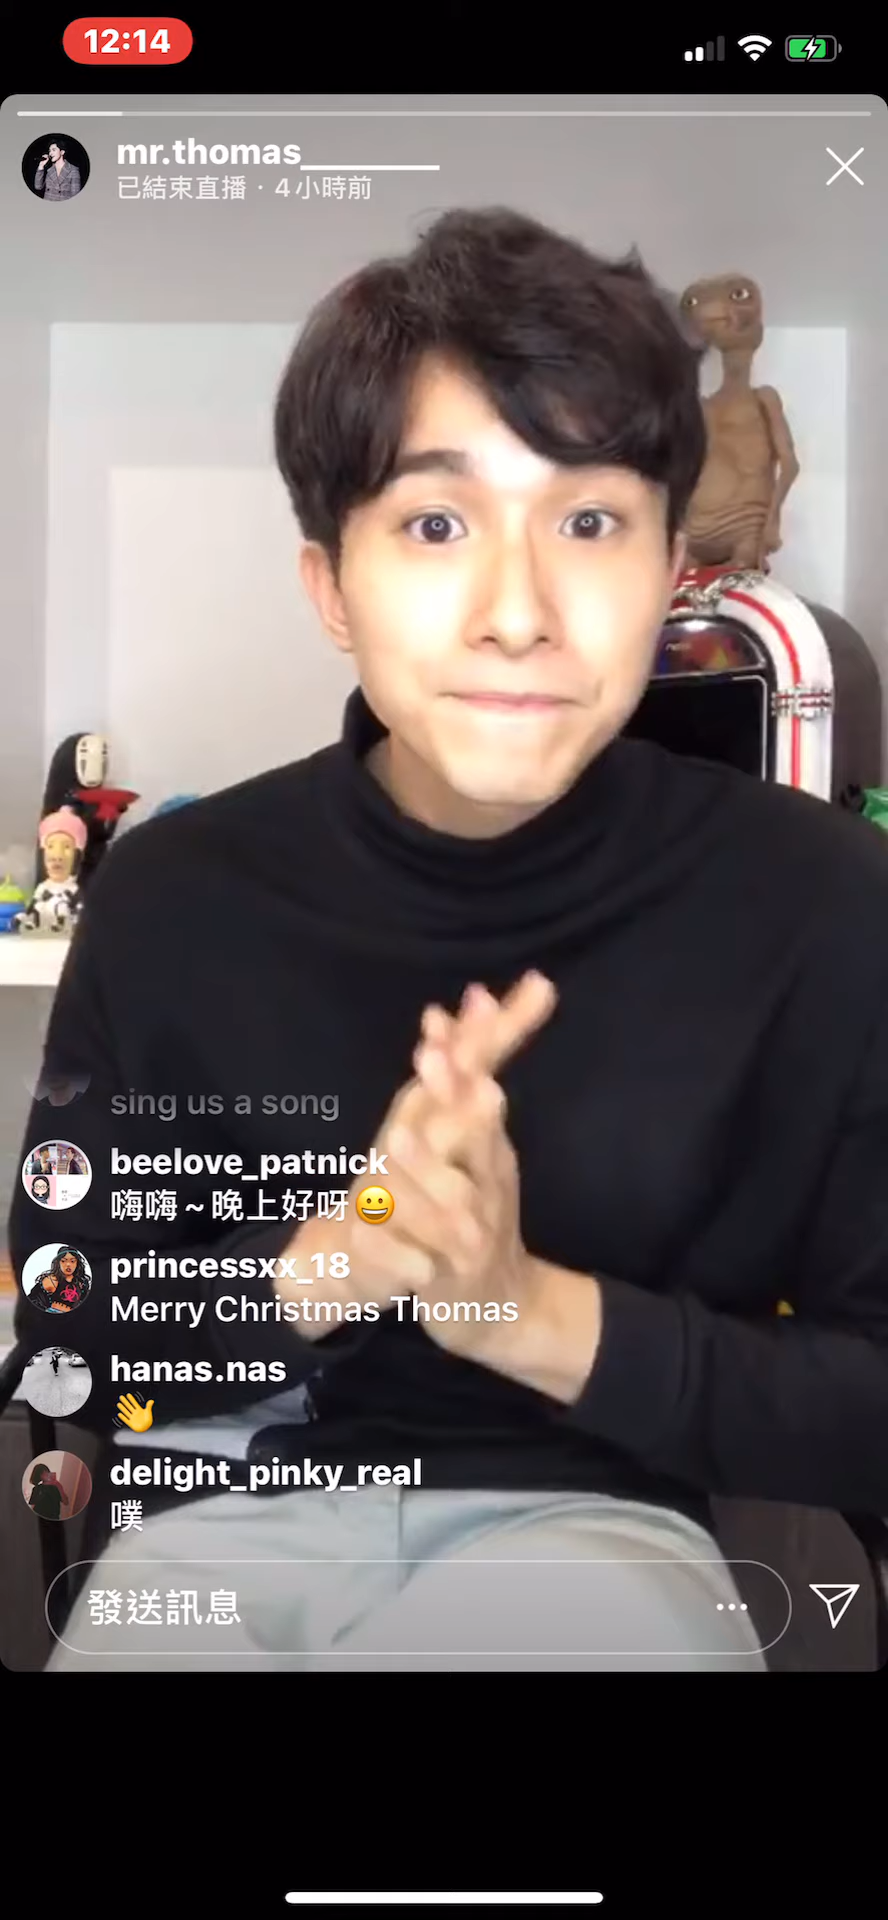 12:14
mr.thomas________
已結束直播 · 4小時前
sing us a song
beelove_patnick
嗨嗨~晚上好呀😀
princessxx_18
Merry Christmas Thomas
hanas.nas
👋
delight_pinky_real
噗
發送訊息